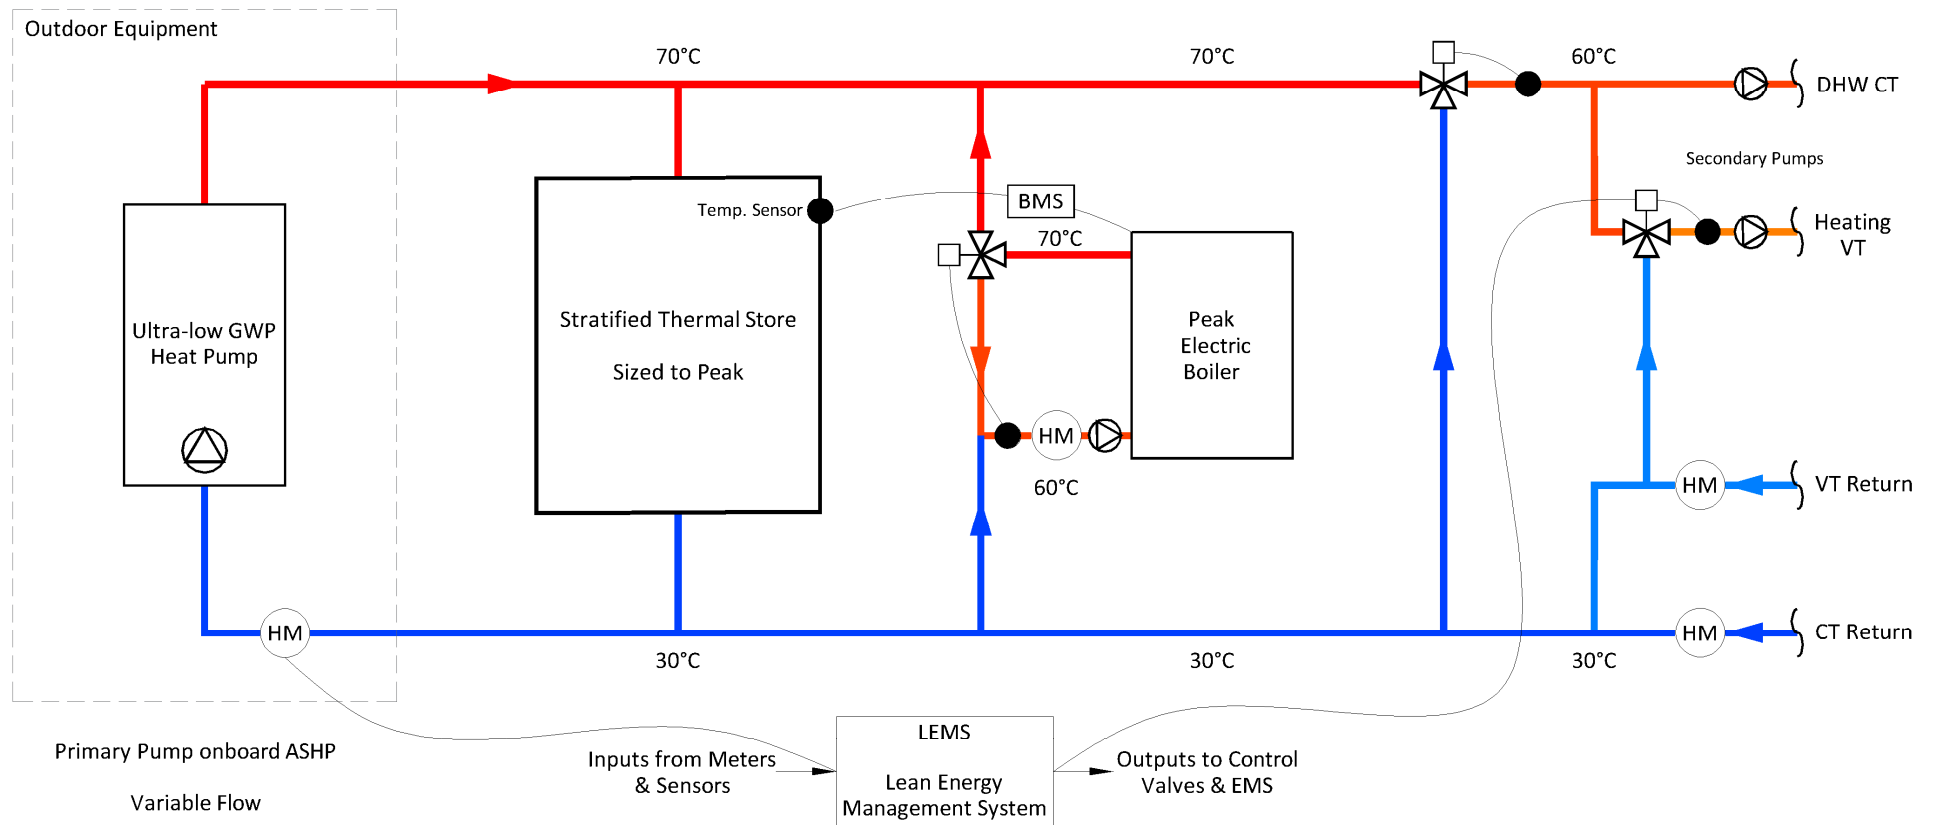 Outdoor Equipment
70°C
70°C
60°C
DHW CT
Secondary Pumps
Temp. Sensor
BMS
70°C
Heating
VT
Ultra-low GWP
Heat Pump
Stratified Thermal Store
Sized to Peak
Peak
Electric
Boiler
HM
60°C
HM
VT Return
HM
HM
CT Return
30°C
30°C
30°C
Primary Pump onboard ASHP
Variable Flow
Inputs from Meters
& Sensors
LEMS
Lean Energy
Management System
Outputs to Control
Valves & EMS